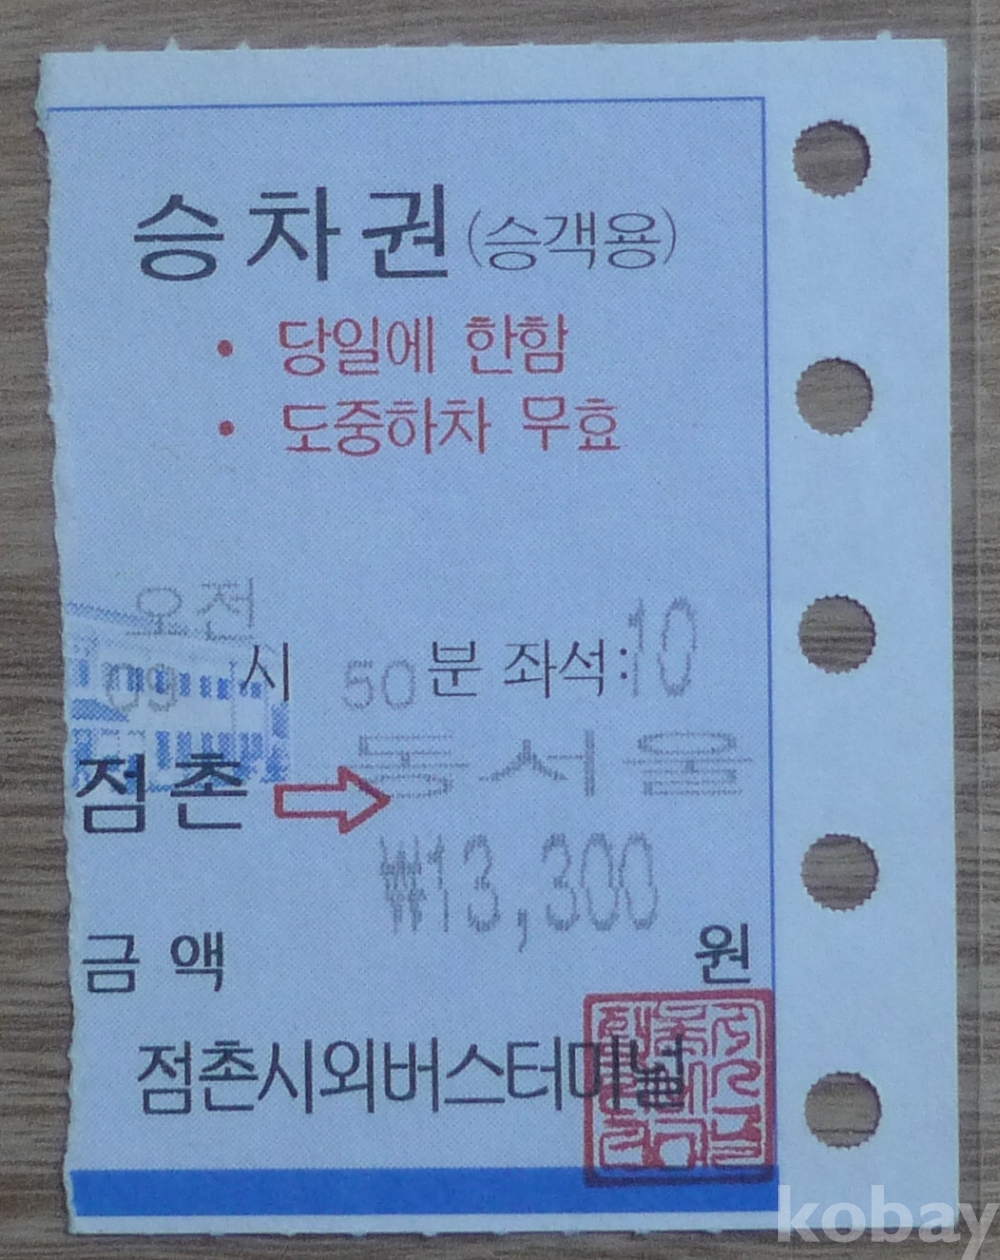 승차권(승객용)
• 당일에 한함
• 도중하차 무효
오전
09 시 50 분 좌석: 10
점촌 ⇨ 동서울
₩13,300
금 액 원
점촌시외버스터미널
kobay